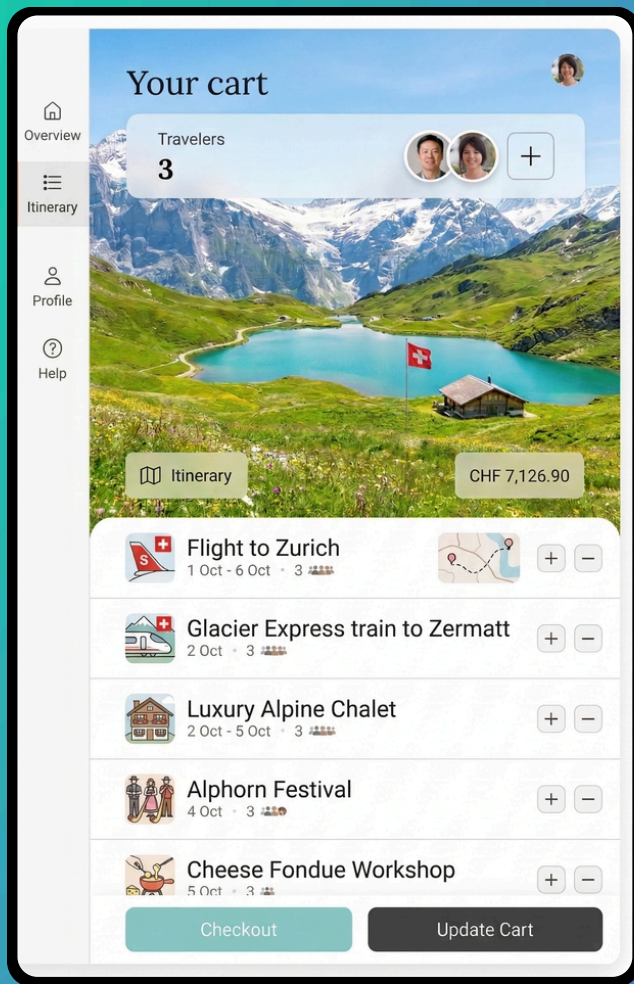 Your cart
Travelers
3
Overview
Itinerary
Profile
Help
Itinerary
CHF 7,126.90
S
Flight to Zurich
1 Oct - 6 Oct · 3
Glacier Express train to Zermatt
2 Oct · 3
Luxury Alpine Chalet
2 Oct - 5 Oct · 3
Alphorn Festival
4 Oct · 3
Cheese Fondue Workshop
5 Oct · 3
Checkout
Update Cart